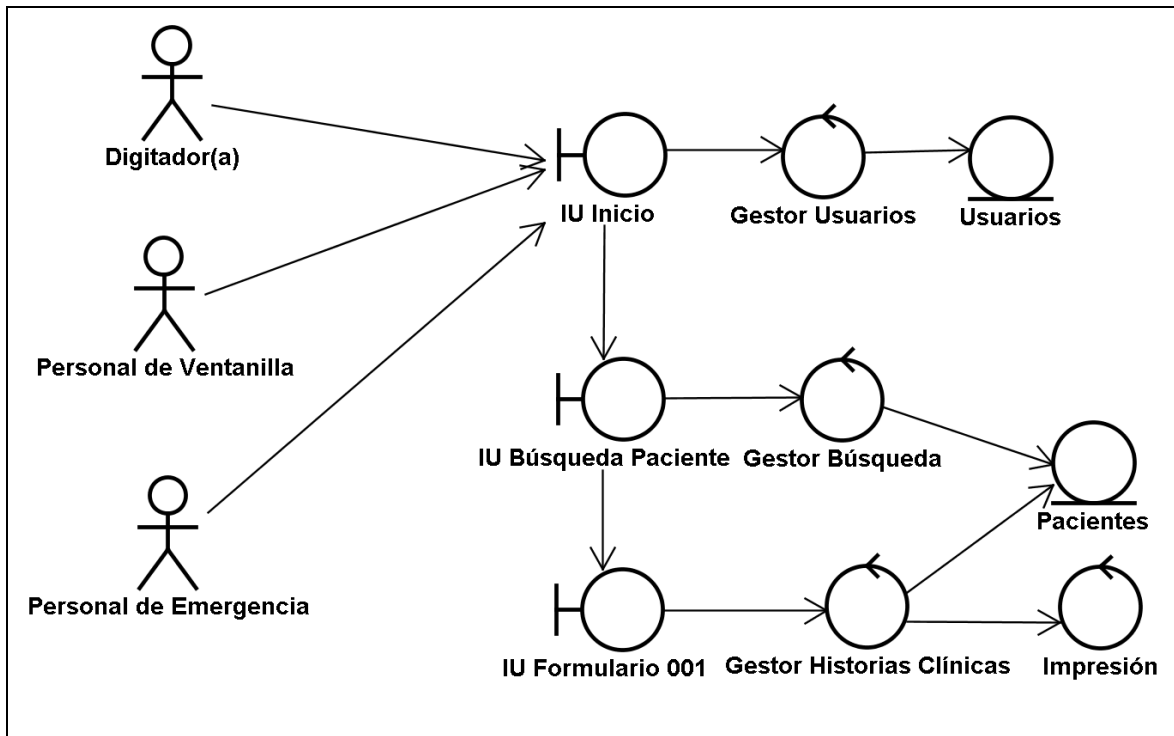 Digitador(a)
IU Inicio
Gestor Usuarios
Usuarios
Personal de Ventanilla
IU Búsqueda Paciente
Gestor Búsqueda
Pacientes
Personal de Emergencia
IU Formulario 001
Gestor Historias Clínicas
Impresión